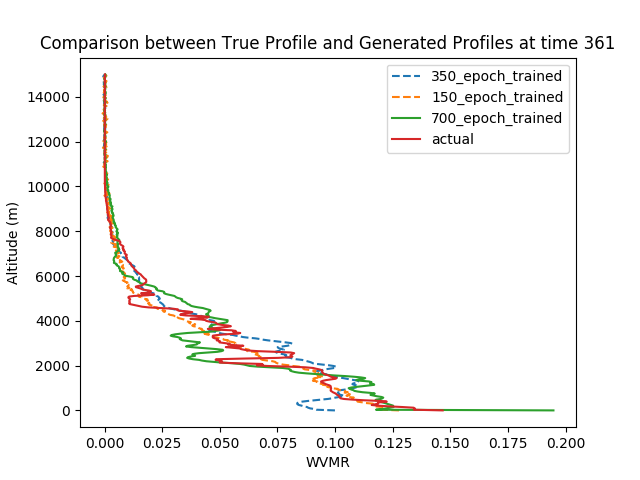 Comparison between True Profile and Generated Profiles at time 361
350_epoch_trained
150_epoch_trained
700_epoch_trained
actual
Altitude (m)
14000
12000
10000
8000
6000
4000
2000
0
0.000 0.025 0.050 0.075 0.100 0.125 0.150 0.175 0.200
WVMR